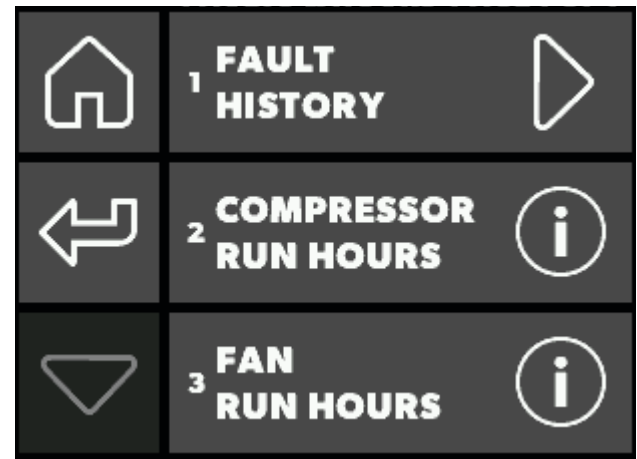 1 FAULT
HISTORY
2 COMPRESSOR
RUN HOURS
3 FAN
RUN HOURS